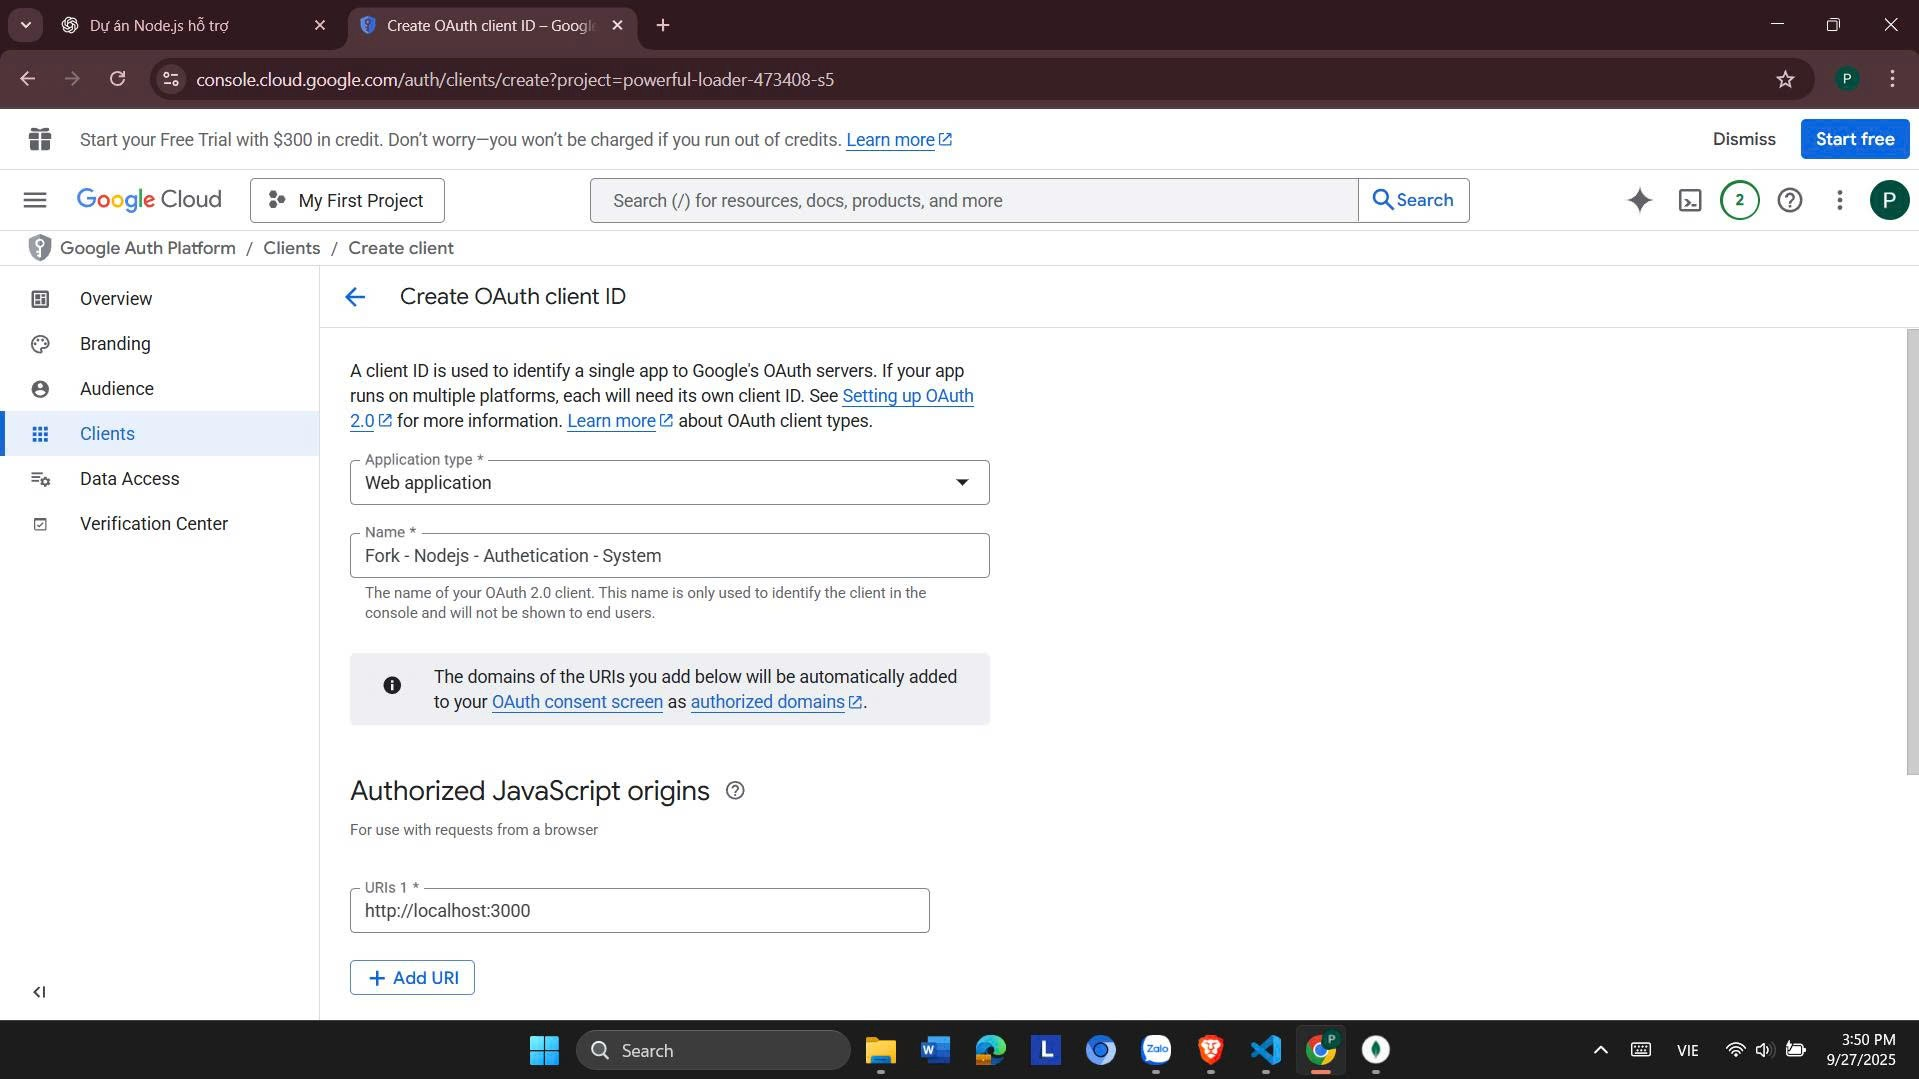 Dự án Node.js hỗ trợ
Create OAuth client ID – Google
console.cloud.google.com/auth/clients/create?project=powerful-loader-473408-s5
P
Start your Free Trial with $300 in credit. Don't worry—you won't be charged if you run out of credits. Learn more
Dismiss
Start free
Google Cloud
My First Project
Search (/) for resources, docs, products, and more
Search
2
P
Google Auth Platform / Clients / Create client
Overview
Branding
Audience
Clients
Data Access
Verification Center
Create OAuth client ID
A client ID is used to identify a single app to Google's OAuth servers. If your app
runs on multiple platforms, each will need its own client ID. See Setting up OAuth
2.0 for more information. Learn more about OAuth client types.
Application type *
Web application
Name *
Fork - Nodejs - Authetication - System
The name of your OAuth 2.0 client. This name is only used to identify the client in the
console and will not be shown to end users.
The domains of the URIs you add below will be automatically added
to your OAuth consent screen as authorized domains.
Authorized JavaScript origins
For use with requests from a browser
URIs 1 *
http://localhost:3000
+ Add URI
Search
W
L
Zalo
P
VIE
3:50 PM
9/27/2025